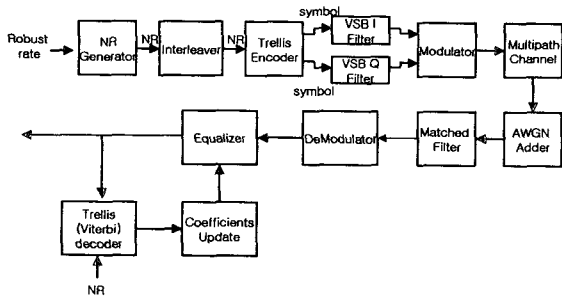 symbol
Robust
rate
NR
Generator
NR
Interleaver
NR
Trellis
Encoder
VSB I
Filter
VSB Q
Filter
symbol
Modulator
Multipath
Channel
Equalizer
DeModulator
Matched
Filter
AWGN
Adder
Trellis
(Viterbi)
decoder
Coefficients
Update
NR